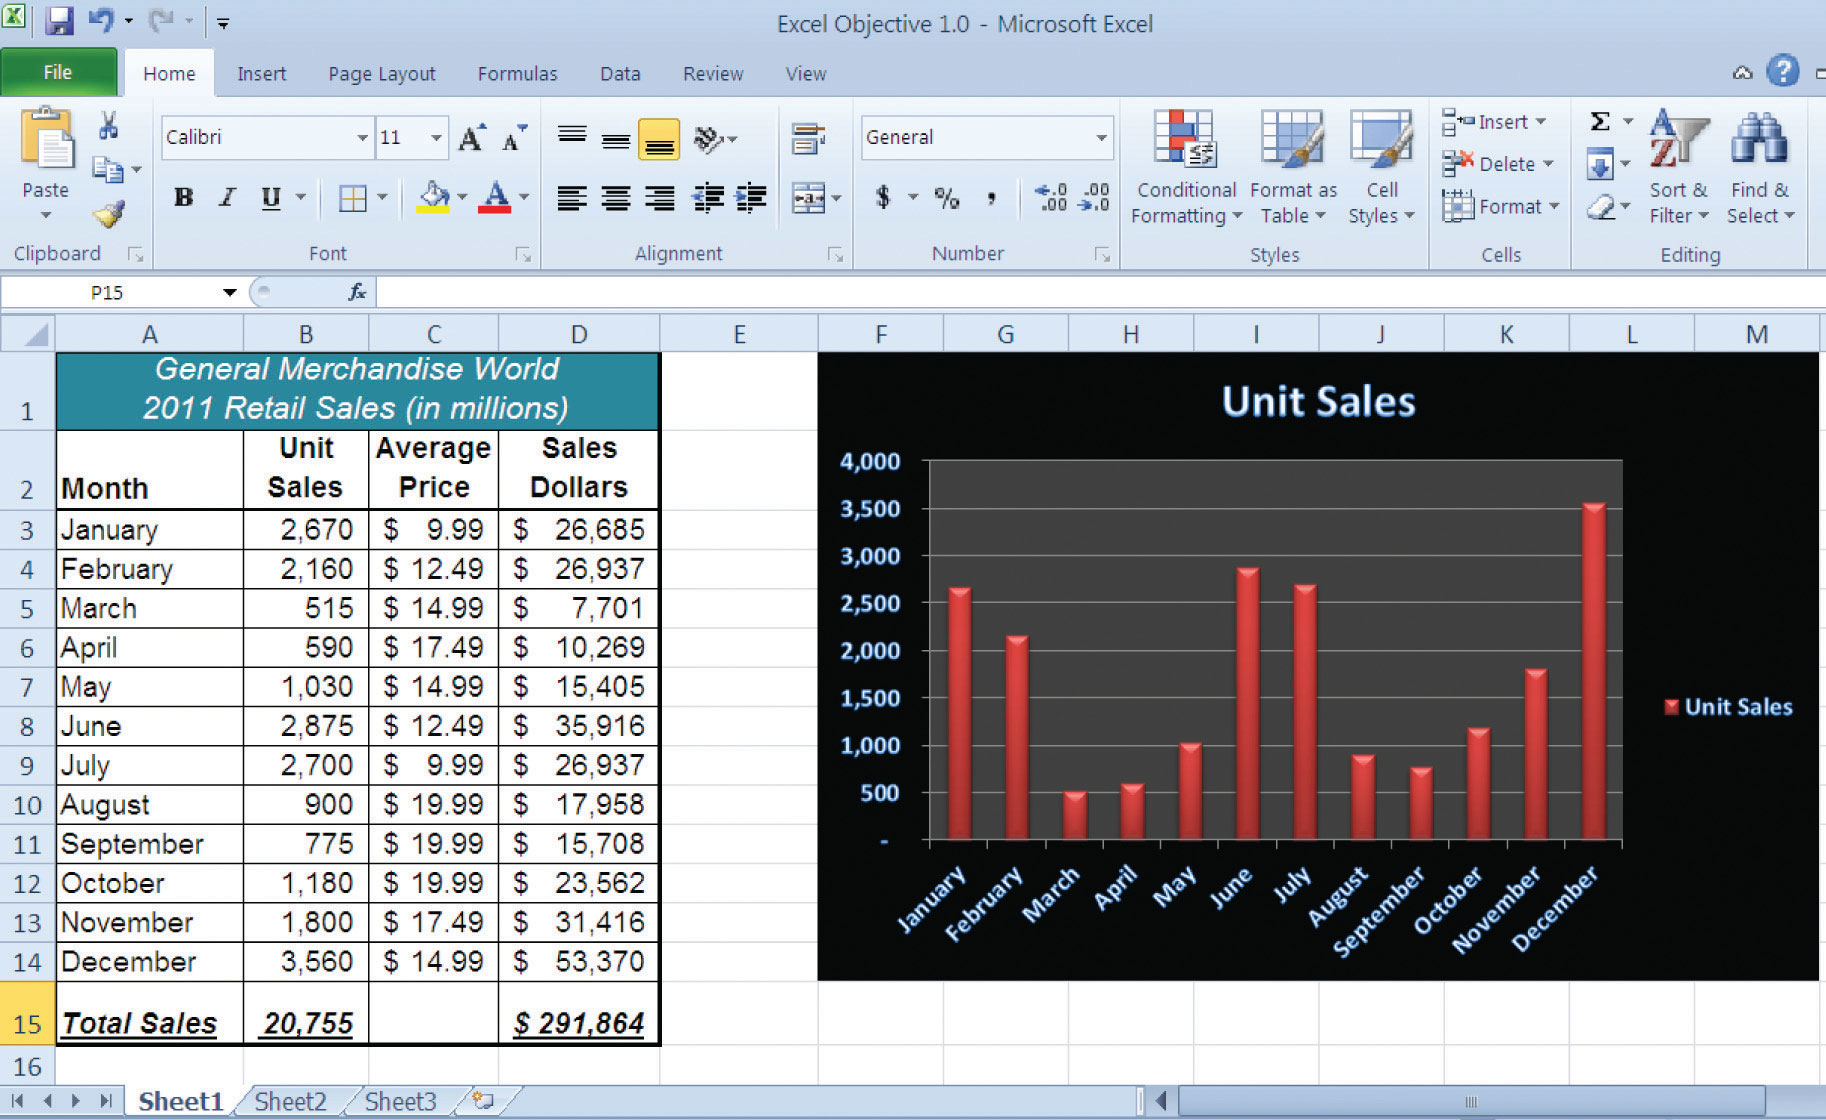 Excel Objective 1.0 - Microsoft Excel
File Home Insert Page Layout Formulas Data Review View
Calibri 11 General
Insert
Delete
Format
Paste
B I U $ % ,
Conditional Formatting
Format as Table
Cell Styles
Sort & Filter
Find & Select
Clipboard Font Alignment Number Styles Cells Editing
P15 fx
A B C D E F G H I J K L M
General Merchandise World
1 2011 Retail Sales (in millions)
2 Month Unit Sales Average Price Sales Dollars
3 January 2,670 $ 9.99 $ 26,685
4 February 2,160 $ 12.49 $ 26,937
5 March 515 $ 14.99 $ 7,701
6 April 590 $ 17.49 $ 10,269
7 May 1,030 $ 14.99 $ 15,405
8 June 2,875 $ 12.49 $ 35,916
9 July 2,700 $ 9.99 $ 26,937
10 August 900 $ 19.99 $ 17,958
11 September 775 $ 19.99 $ 15,708
12 October 1,180 $ 19.99 $ 23,562
13 November 1,800 $ 17.49 $ 31,416
14 December 3,560 $ 14.99 $ 53,370
15 Total Sales 20,755 $ 291,864
16
Unit Sales
4,000
3,500
3,000
2,500
2,000
1,500
1,000
500
-
January February March April May June July August September October November December
Unit Sales
Sheet1 Sheet2 Sheet3